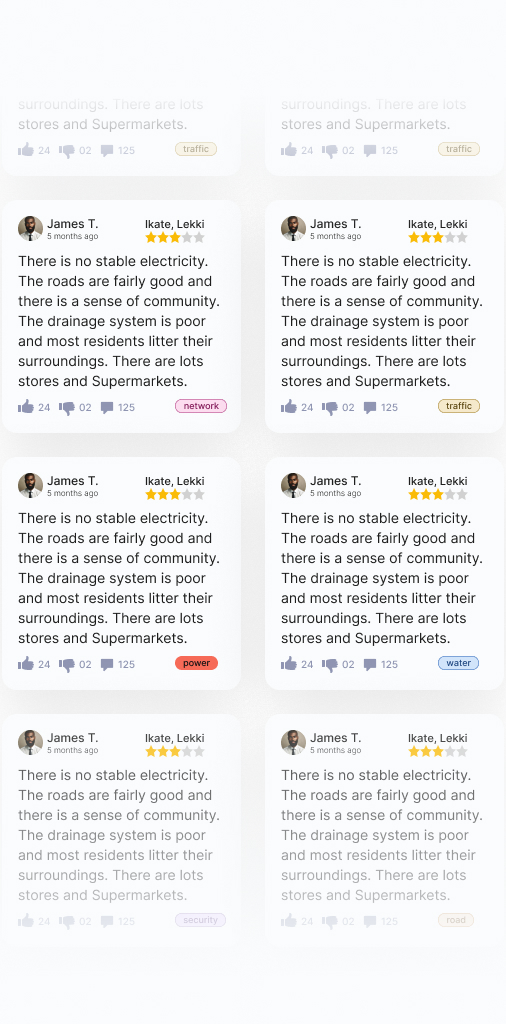 surroundings. There are lots
stores and Supermarkets.
24 02 125 traffic
surroundings. There are lots
stores and Supermarkets.
24 02 125 traffic
James T. Ikate, Lekki
5 months ago
There is no stable electricity.
The roads are fairly good and
there is a sense of community.
The drainage system is poor
and most residents litter their
surroundings. There are lots
stores and Supermarkets.
24 02 125 network
James T. Ikate, Lekki
5 months ago
There is no stable electricity.
The roads are fairly good and
there is a sense of community.
The drainage system is poor
and most residents litter their
surroundings. There are lots
stores and Supermarkets.
24 02 125 traffic
James T. Ikate, Lekki
5 months ago
There is no stable electricity.
The roads are fairly good and
there is a sense of community.
The drainage system is poor
and most residents litter their
surroundings. There are lots
stores and Supermarkets.
24 02 125 power
James T. Ikate, Lekki
5 months ago
There is no stable electricity.
The roads are fairly good and
there is a sense of community.
The drainage system is poor
and most residents litter their
surroundings. There are lots
stores and Supermarkets.
24 02 125 water
James T. Ikate, Lekki
5 months ago
There is no stable electricity.
The roads are fairly good and
there is a sense of community.
The drainage system is poor
and most residents litter their
surroundings. There are lots
stores and Supermarkets.
24 02 125 security
James T. Ikate, Lekki
5 months ago
There is no stable electricity.
The roads are fairly good and
there is a sense of community.
The drainage system is poor
and most residents litter their
surroundings. There are lots
stores and Supermarkets.
24 02 125 road